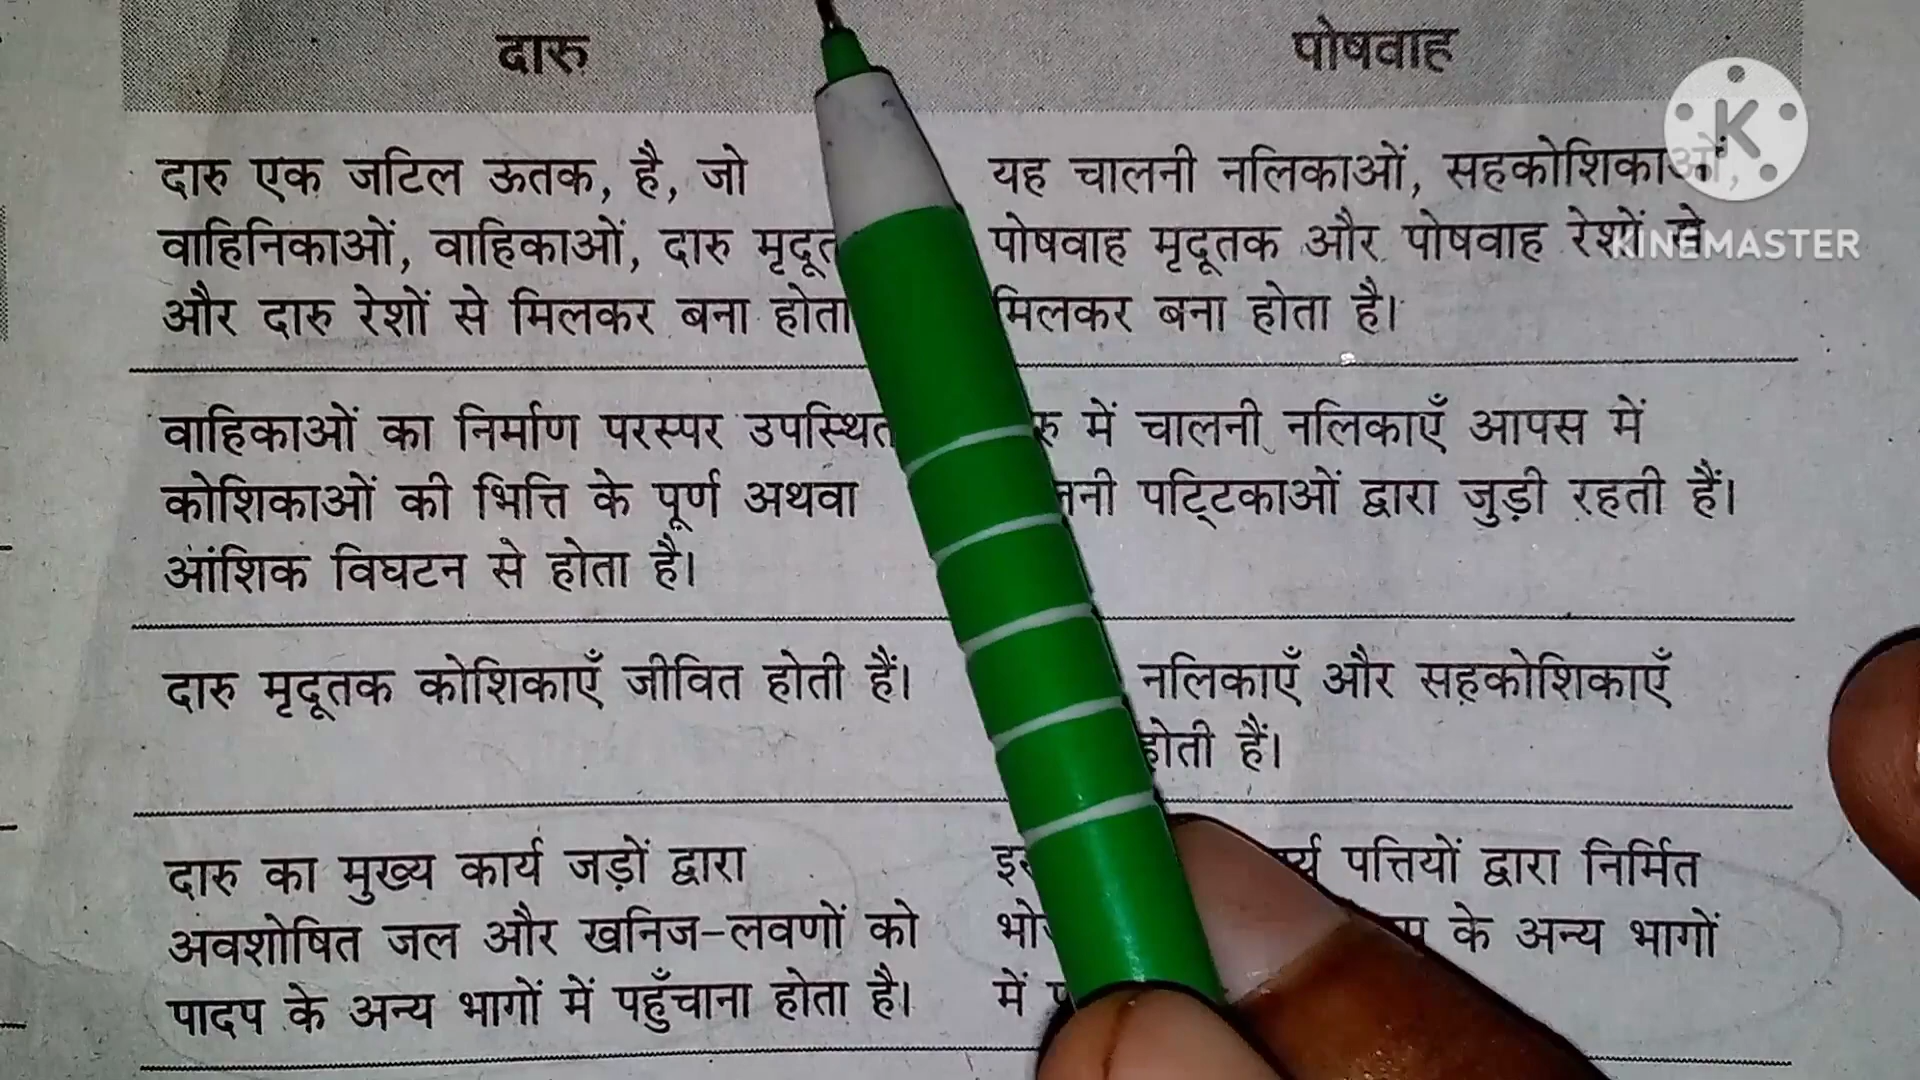 दारु
पोषवाह
दारु एक जटिल ऊतक, है, जो
वाहिनिकाओं, वाहिकाओं, दारु
और दारु रेशों से मिलकर बना होता
यह चालनी नलिकाओं, सहकोशिकाओं,
पोषवाह मृदूतक और पोषवाह रेशों से
मिलकर बना होता है।
वाहिकाओं का निर्माण परस्पर उपस्थित
कोशिकाओं की भित्ति के पूर्ण अथवा
आंशिक विघटन से होता है।
में चालनी नलिकाएँ आपस में
पट्टिकाओं द्वारा जुड़ी रहती हैं।
दारु मृदूतक कोशिकाएँ जीवित होती हैं।
नलिकाएँ और सहकोशिकाएँ
होती हैं।
दारु का मुख्य कार्य जड़ों द्वारा
अवशोषित जल और खनिज-लवणों को
पादप के अन्य भागों में पहुँचाना होता है।
पत्तियों द्वारा निर्मित
के अन्य भागों
में
K
KINEMASTER